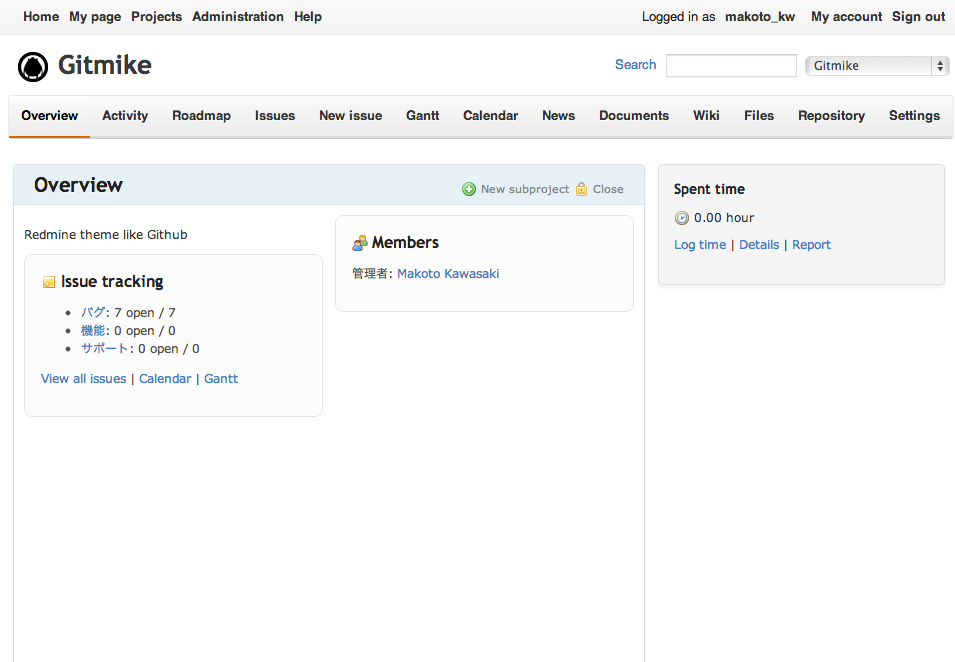 Home My page Projects Administration Help Logged in as makoto_kw My account Sign out
Gitmike Search Gitmike
Overview Activity Roadmap Issues New issue Gantt Calendar News Documents Wiki Files Repository Settings
Overview New subproject Close
Redmine theme like Github
Issue tracking
バグ: 7 open / 7
機能: 0 open / 0
サポート: 0 open / 0
View all issues | Calendar | Gantt
Members
管理者: Makoto Kawasaki
Spent time
0.00 hour
Log time | Details | Report